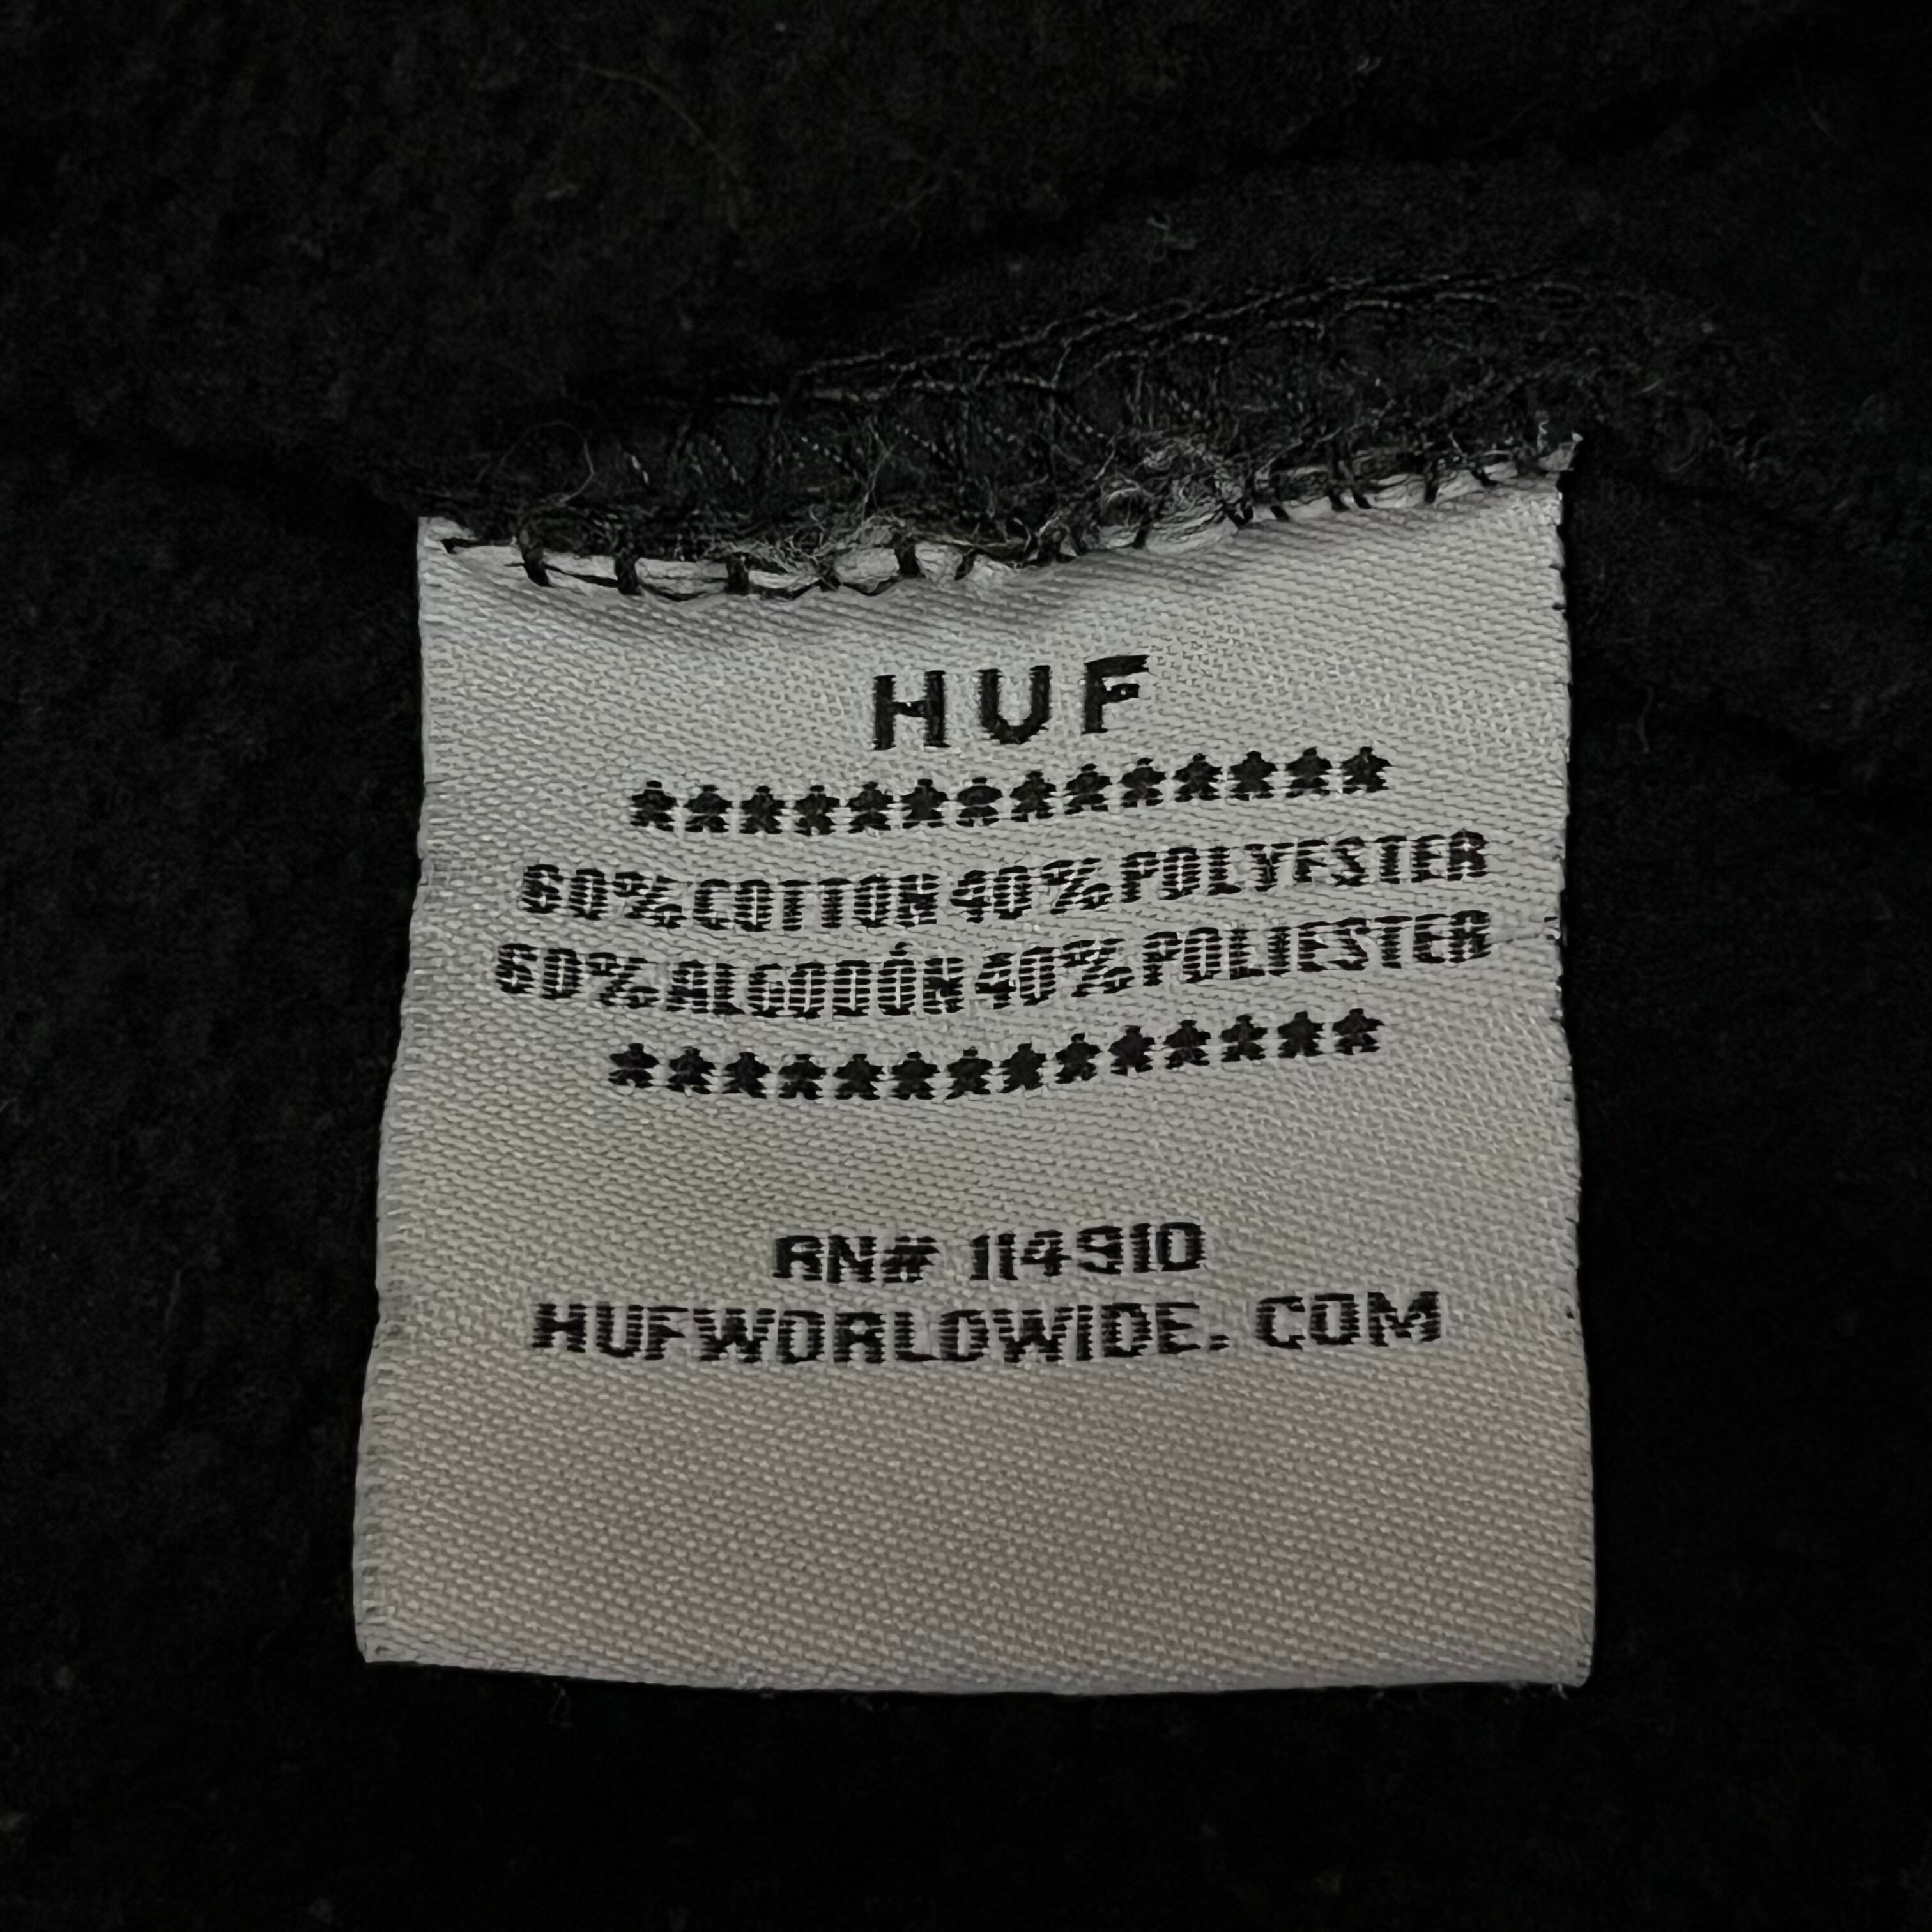 HUF
★★★★★★★★★★★★★★
60% COTTON 40% POLYESTER
60% ALGODÓN 40% POLIESTER
★★★★★★★★★★★★★★
RN# 114910
HUFWORLDWIDE. COM